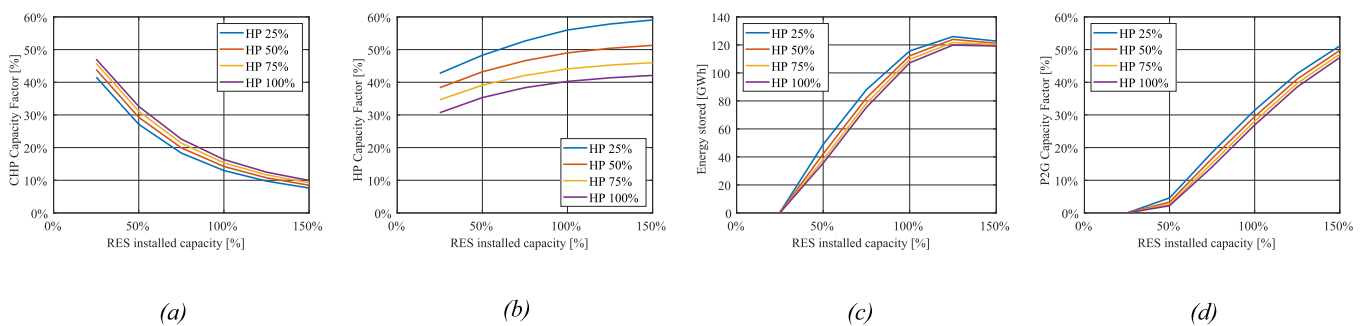 60%
50%
40%
30%
20%
10%
0%
CHP Capacity Factor [%]
HP 25%
HP 50%
HP 75%
HP 100%
0% 50% 100% 150%
RES installed capacity [%]
(a)
60%
50%
40%
30%
20%
10%
0%
HP Capacity Factor [%]
HP 25%
HP 50%
HP 75%
HP 100%
0% 50% 100% 150%
RES installed capacity [%]
(b)
140
120
100
80
60
40
20
0
Energy stored [GWh]
HP 25%
HP 50%
HP 75%
HP 100%
0% 50% 100% 150%
RES installed capacity [%]
(c)
60%
50%
40%
30%
20%
10%
0%
P2G Capacity Factor [%]
HP 25%
HP 50%
HP 75%
HP 100%
0% 50% 100% 150%
RES installed capacity [%]
(d)